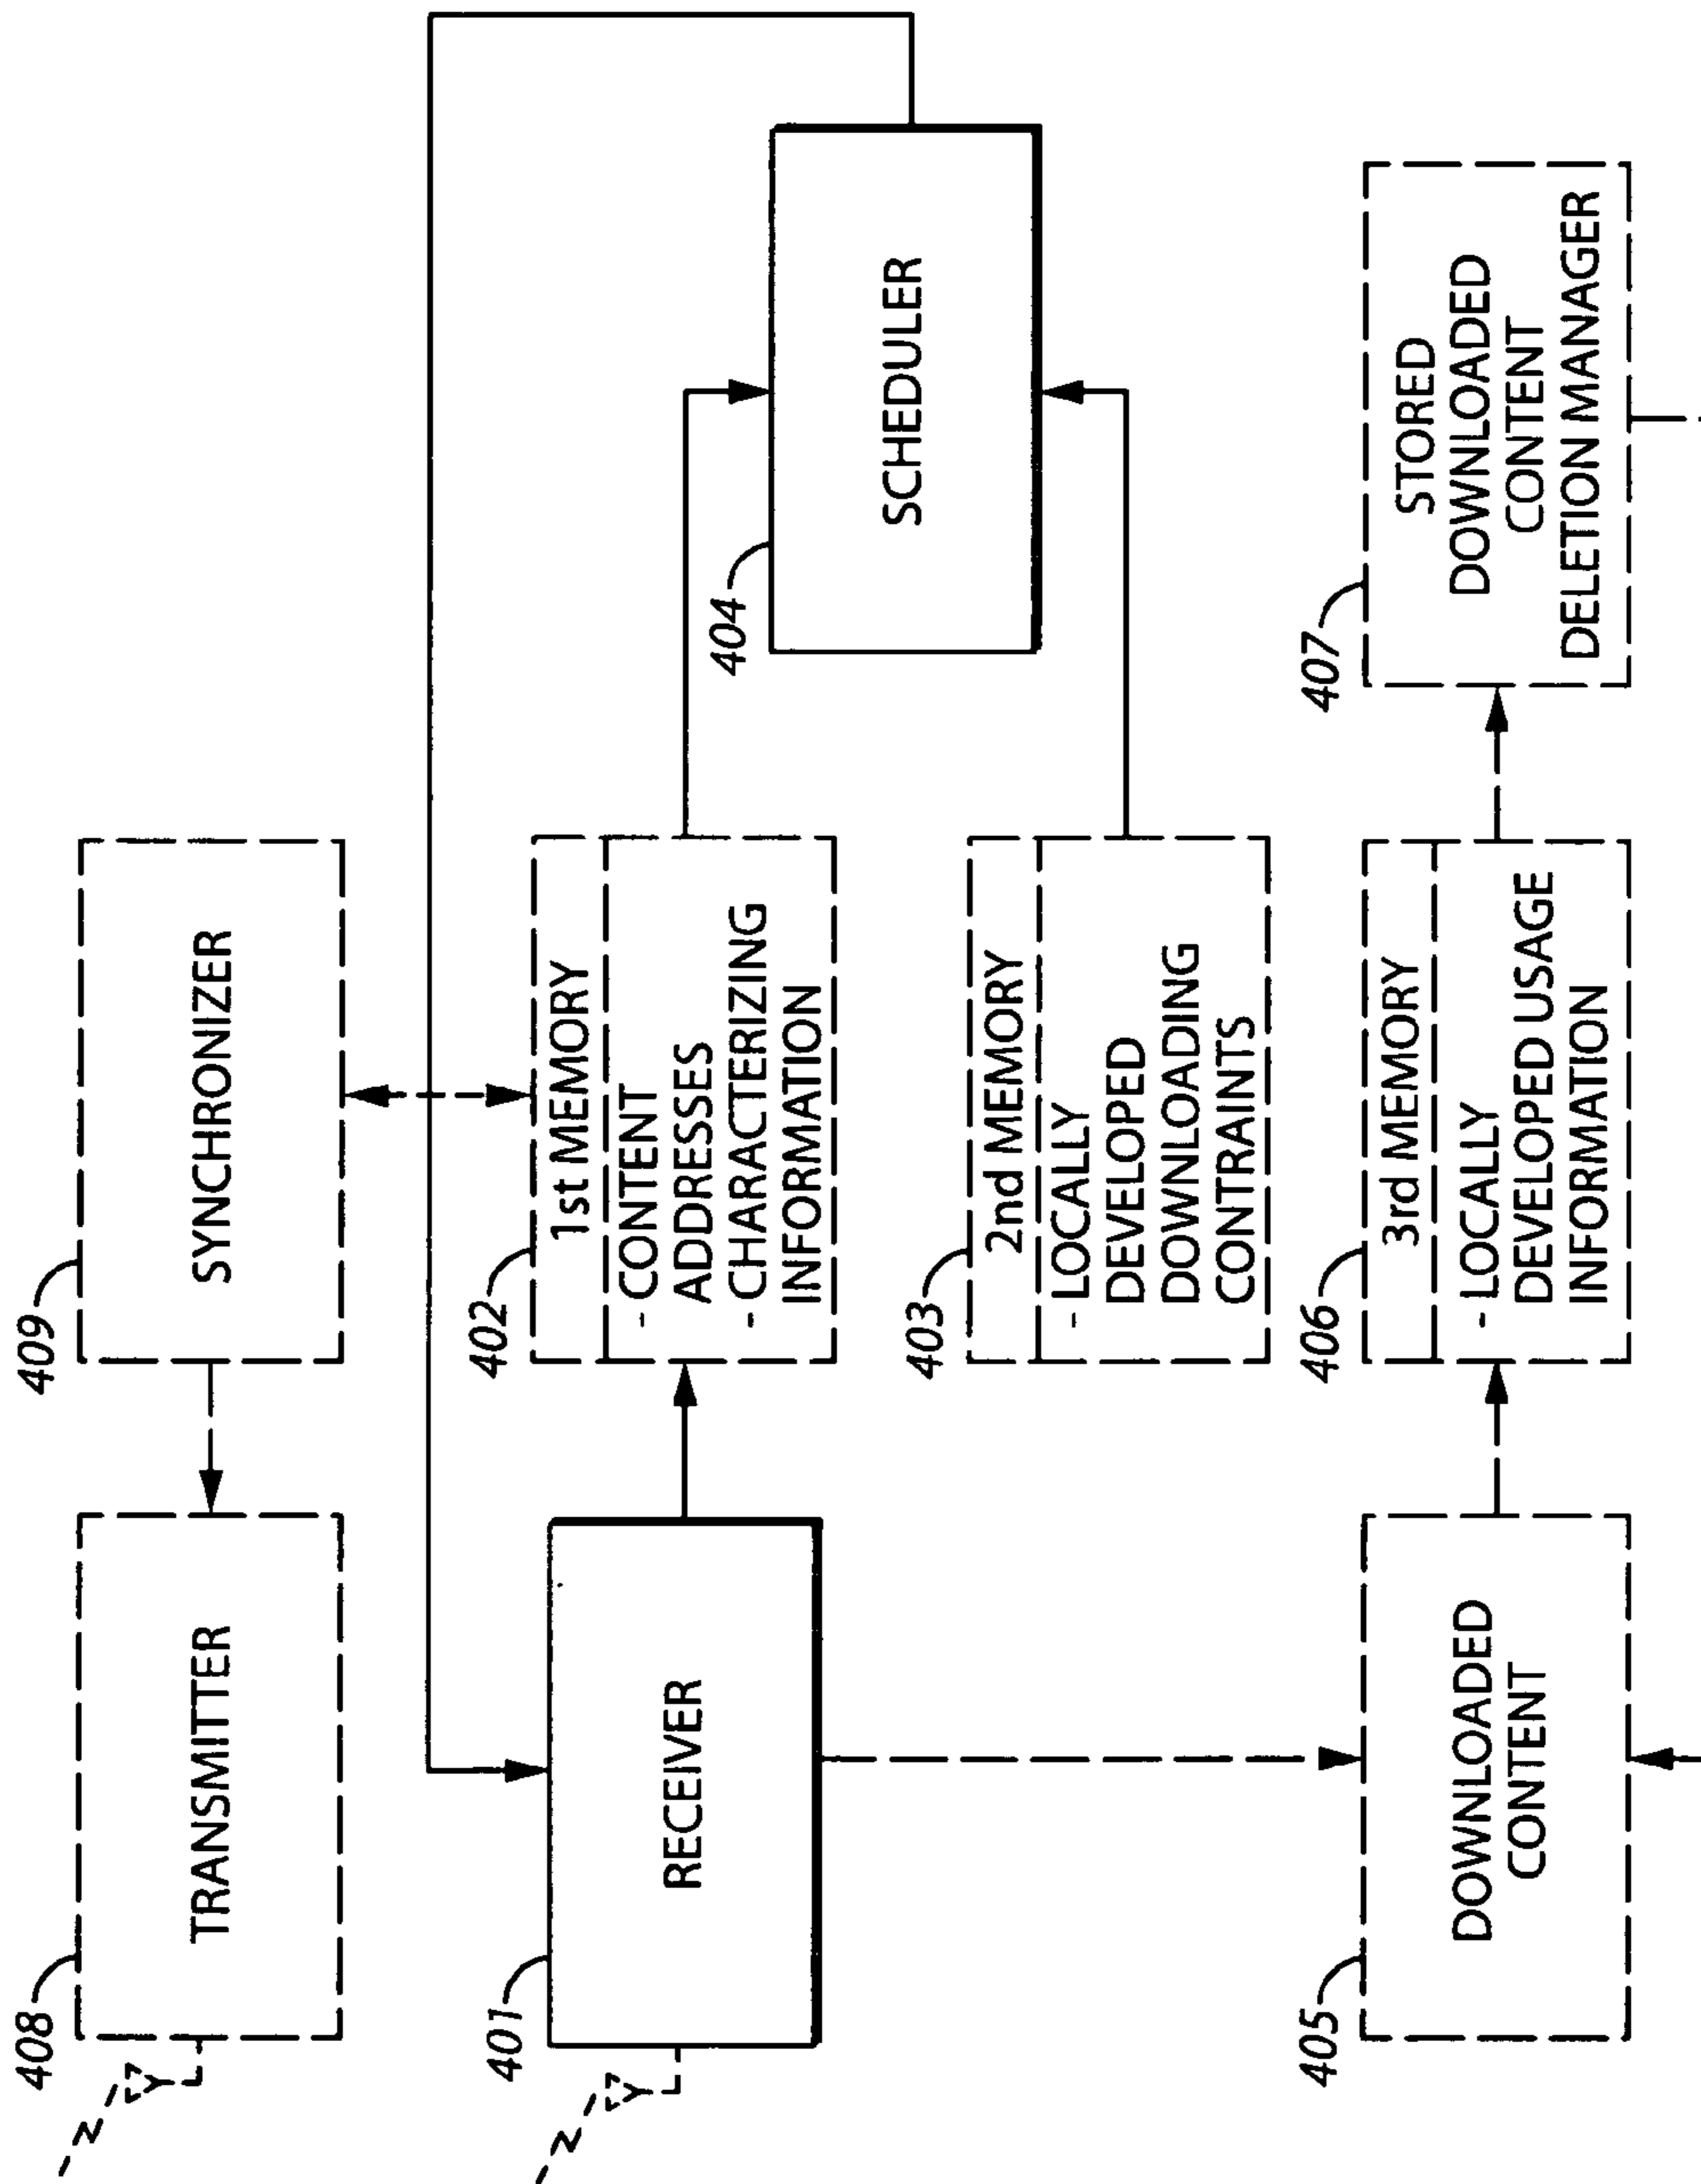 408
TRANSMITTER
409
SYNCHRONIZER
401
RECEIVER
402
1st MEMORY
- CONTENT
ADDRESSES
- CHARACTERIZING
INFORMATION
404
SCHEDULER
403
2nd MEMORY
- LOCALLY
DEVELOPED
DOWNLOADING
CONTRAINTS
405
DOWNLOADED
CONTENT
406
3rd MEMORY
- LOCALLY
DEVELOPED USAGE
INFORMATION
407
STORED
DOWNLOADED
CONTENT
DELETION MANAGER